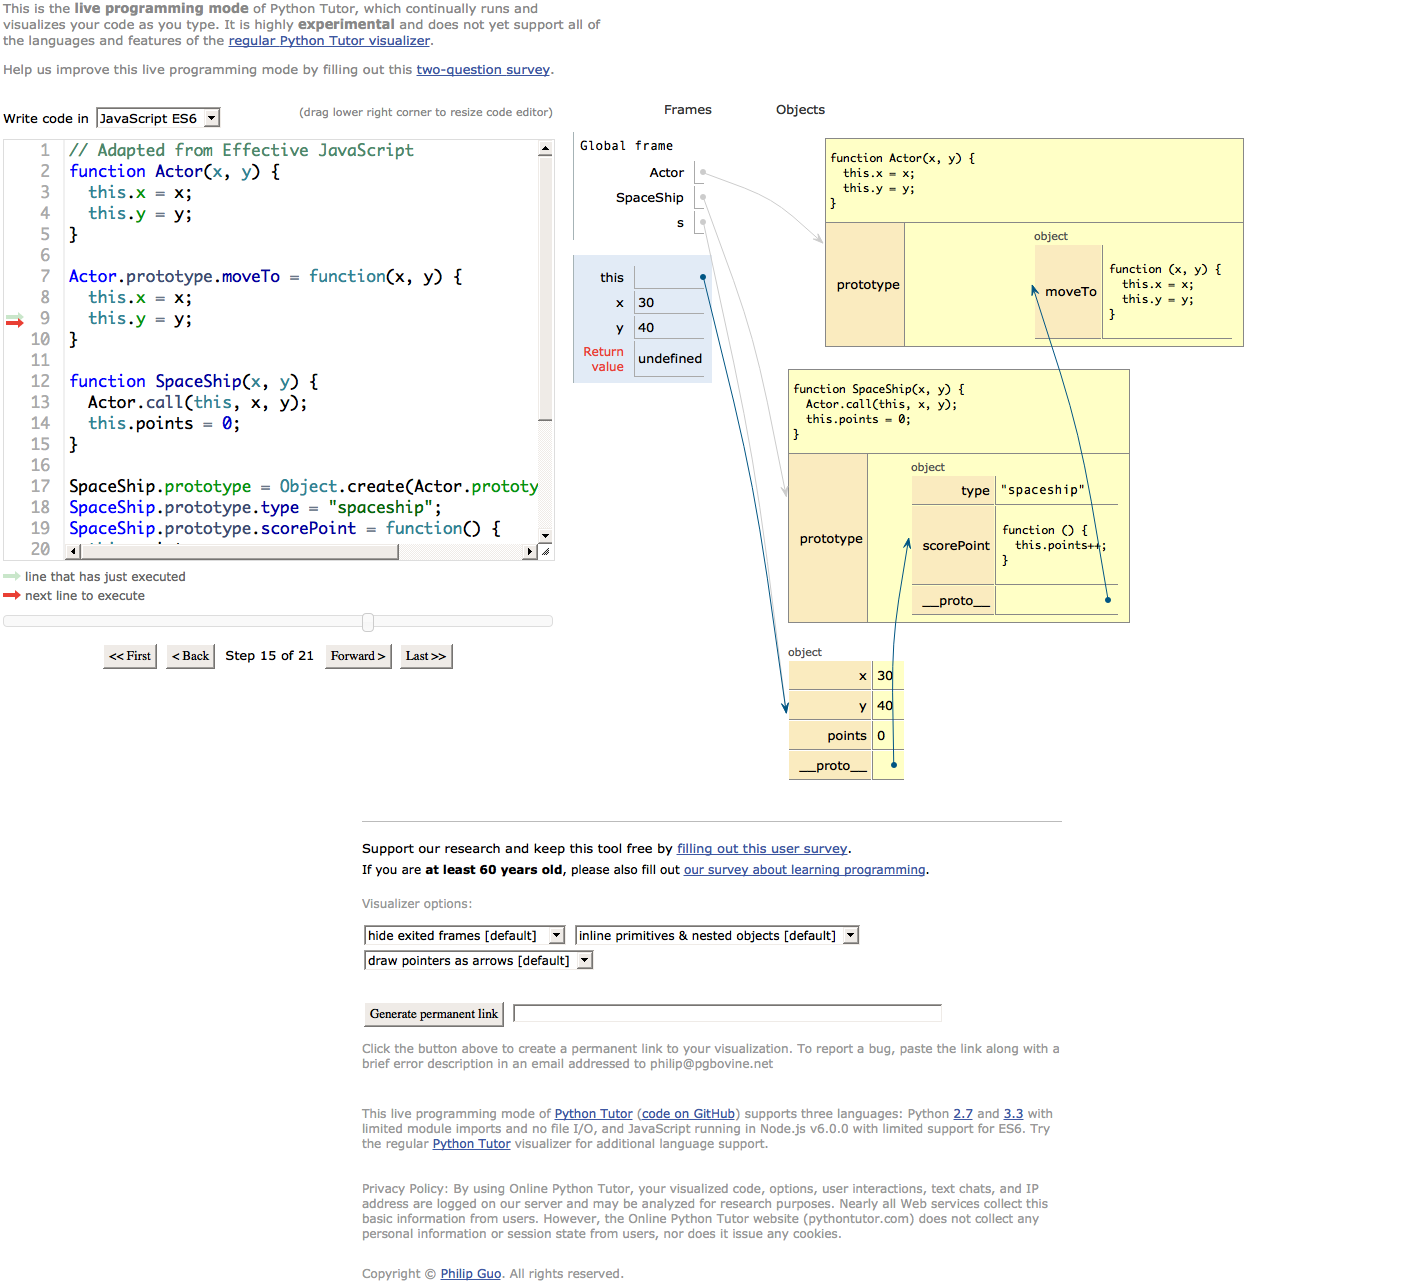 This is the live programming mode of Python Tutor, which continually runs and
visualizes your code as you type. It is highly experimental and does not yet support all of
the languages and features of the regular Python Tutor visualizer.
Help us improve this live programming mode by filling out this two-question survey.
Write code in JavaScript ES6
(drag lower right corner to resize code editor)
1 // Adapted from Effective JavaScript
2 function Actor(x, y) {
3 this.x = x;
4 this.y = y;
5 }
6
7 Actor.prototype.moveTo = function(x, y) {
8 this.x = x;
9 this.y = y;
10 }
11
12 function SpaceShip(x, y) {
13 Actor.call(this, x, y);
14 this.points = 0;
15 }
16
17 SpaceShip.prototype = Object.create(Actor.prototy
18 SpaceShip.prototype.type = "spaceship";
19 SpaceShip.prototype.scorePoint = function() {
20
line that has just executed
next line to execute
<< First < Back Step 15 of 21 Forward > Last >>
Frames Objects
Global frame
Actor
SpaceShip
s
this
x 30
y 40
Return
value undefined
function Actor(x, y) {
this.x = x;
this.y = y;
}
prototype
object
moveTo
function (x, y) {
this.x = x;
this.y = y;
}
function SpaceShip(x, y) {
Actor.call(this, x, y);
this.points = 0;
}
prototype
object
type "spaceship"
scorePoint
function () {
this.points++;
}
__proto__
object
x 30
y 40
points 0
__proto__
Support our research and keep this tool free by filling out this user survey.
If you are at least 60 years old, please also fill out our survey about learning programming.
Visualizer options:
hide exited frames [default] inline primitives & nested objects [default]
draw pointers as arrows [default]
Generate permanent link
Click the button above to create a permanent link to your visualization. To report a bug, paste the link along with a
brief error description in an email addressed to philip@pgbovine.net
This live programming mode of Python Tutor (code on GitHub) supports three languages: Python 2.7 and 3.3 with
limited module imports and no file I/O, and JavaScript running in Node.js v6.0.0 with limited support for ES6. Try
the regular Python Tutor visualizer for additional language support.
Privacy Policy: By using Online Python Tutor, your visualized code, options, user interactions, text chats, and IP
address are logged on our server and may be analyzed for research purposes. Nearly all Web services collect this
basic information from users. However, the Online Python Tutor website (pythontutor.com) does not collect any
personal information or session state from users, nor does it issue any cookies.
Copyright © Philip Guo. All rights reserved.